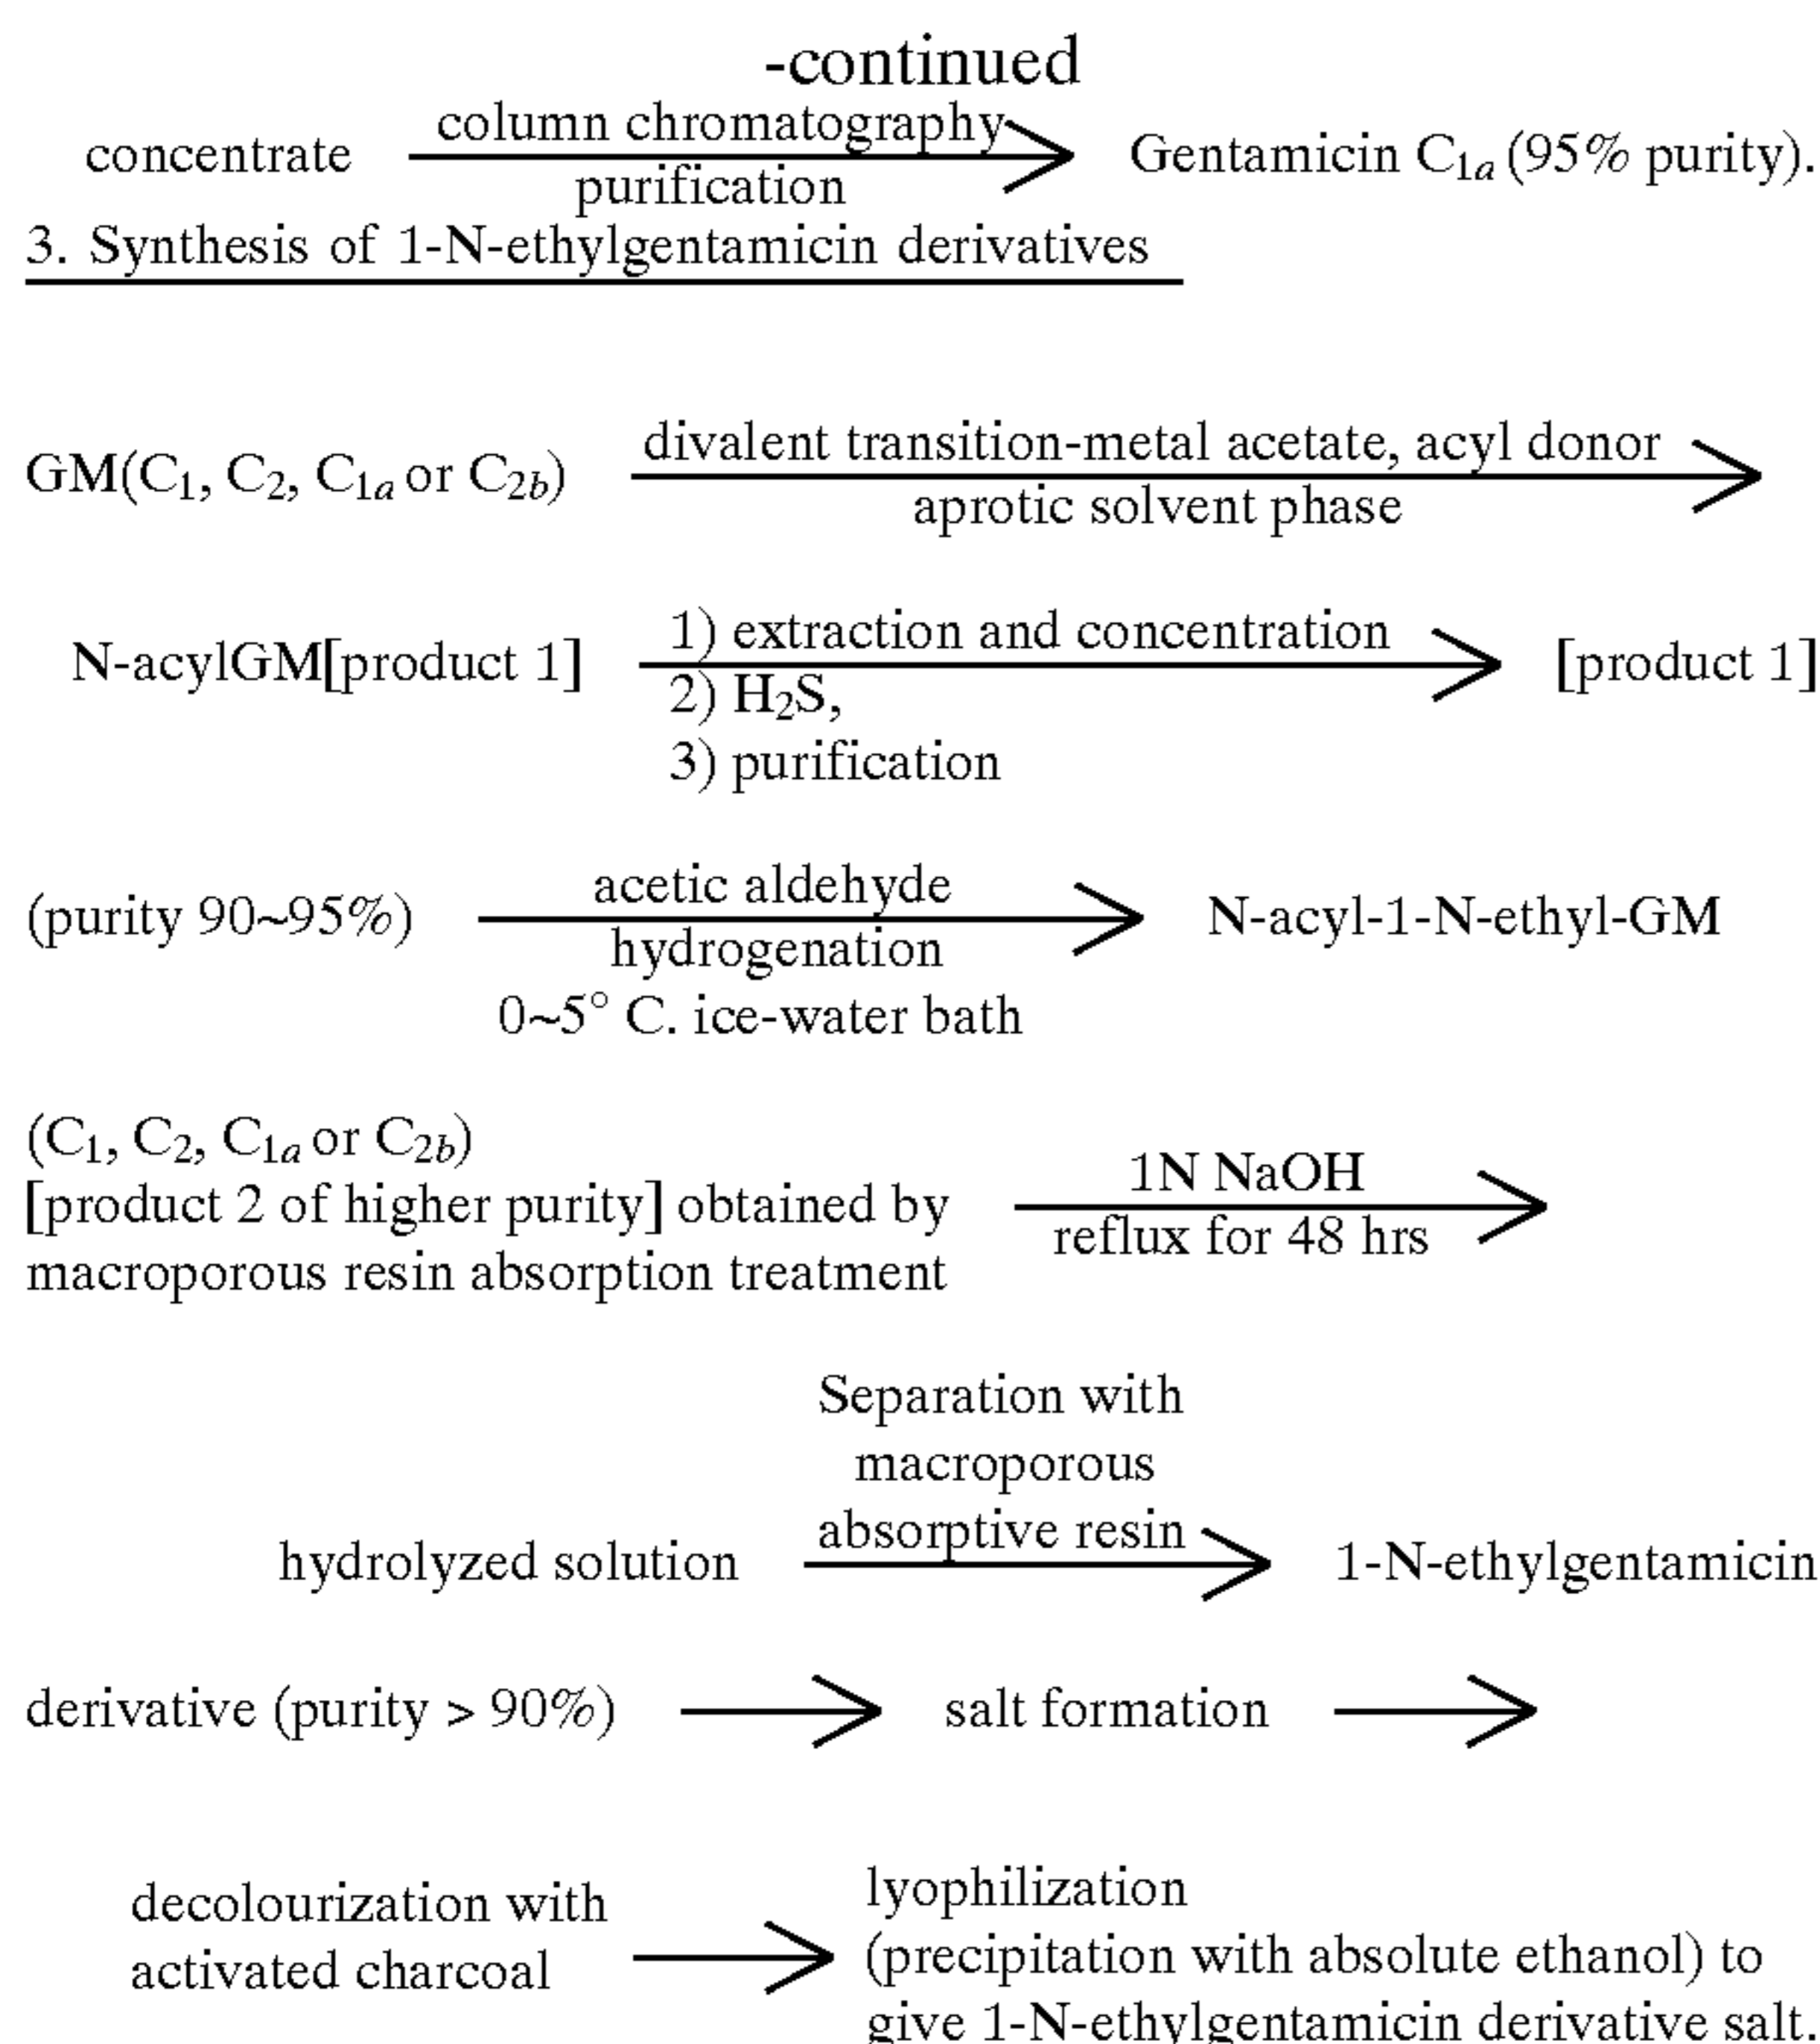 -continued
concentrate column chromatography Gentamicin C1a (95% purity).
purification
3. Synthesis of 1-N-ethylgentamicin derivatives
GM(C1, C2, C1a or C2b) divalent transition-metal acetate, acyl donor
aprotic solvent phase
N-acylGM[product 1] 1) extraction and concentration [product 1]
2) H2S,
3) purification
(purity 90~95%) acetic aldehyde N-acyl-1-N-ethyl-GM
hydrogenation
0~5° C. ice-water bath
(C1, C2, C1a or C2b)
[product 2 of higher purity] obtained by 1N NaOH
macroporous resin absorption treatment reflux for 48 hrs
Separation with
macroporous
absorptive resin
hydrolyzed solution 1-N-ethylgentamicin
derivative (purity > 90%) salt formation
decolourization with
activated charcoal
lyophilization
(precipitation with absolute ethanol) to
give 1-N-ethylgentamicin derivative salt.